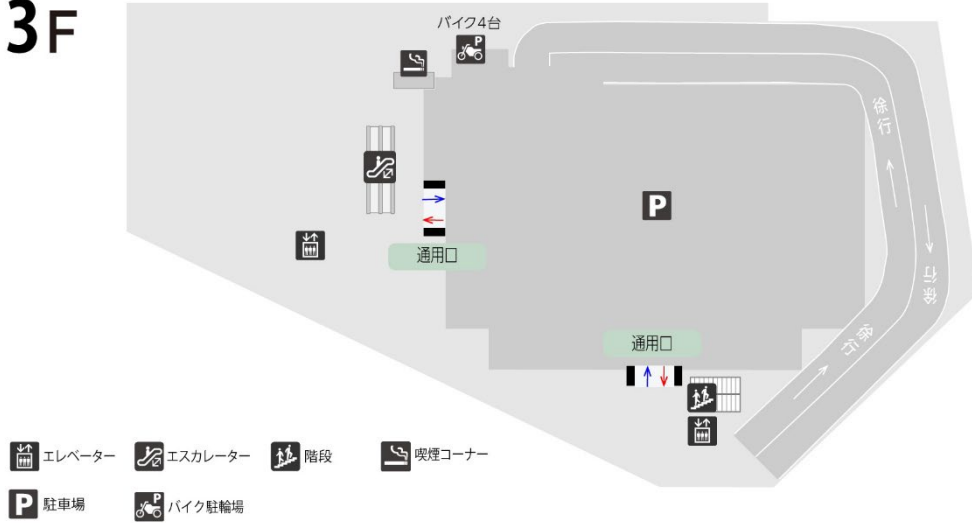 3F
バイク4台
P
徐行
P
通用口
徐行
通用口
徐行
エレベーター
エスカレーター
階段
喫煙コーナー
P 駐車場
P バイク駐輪場